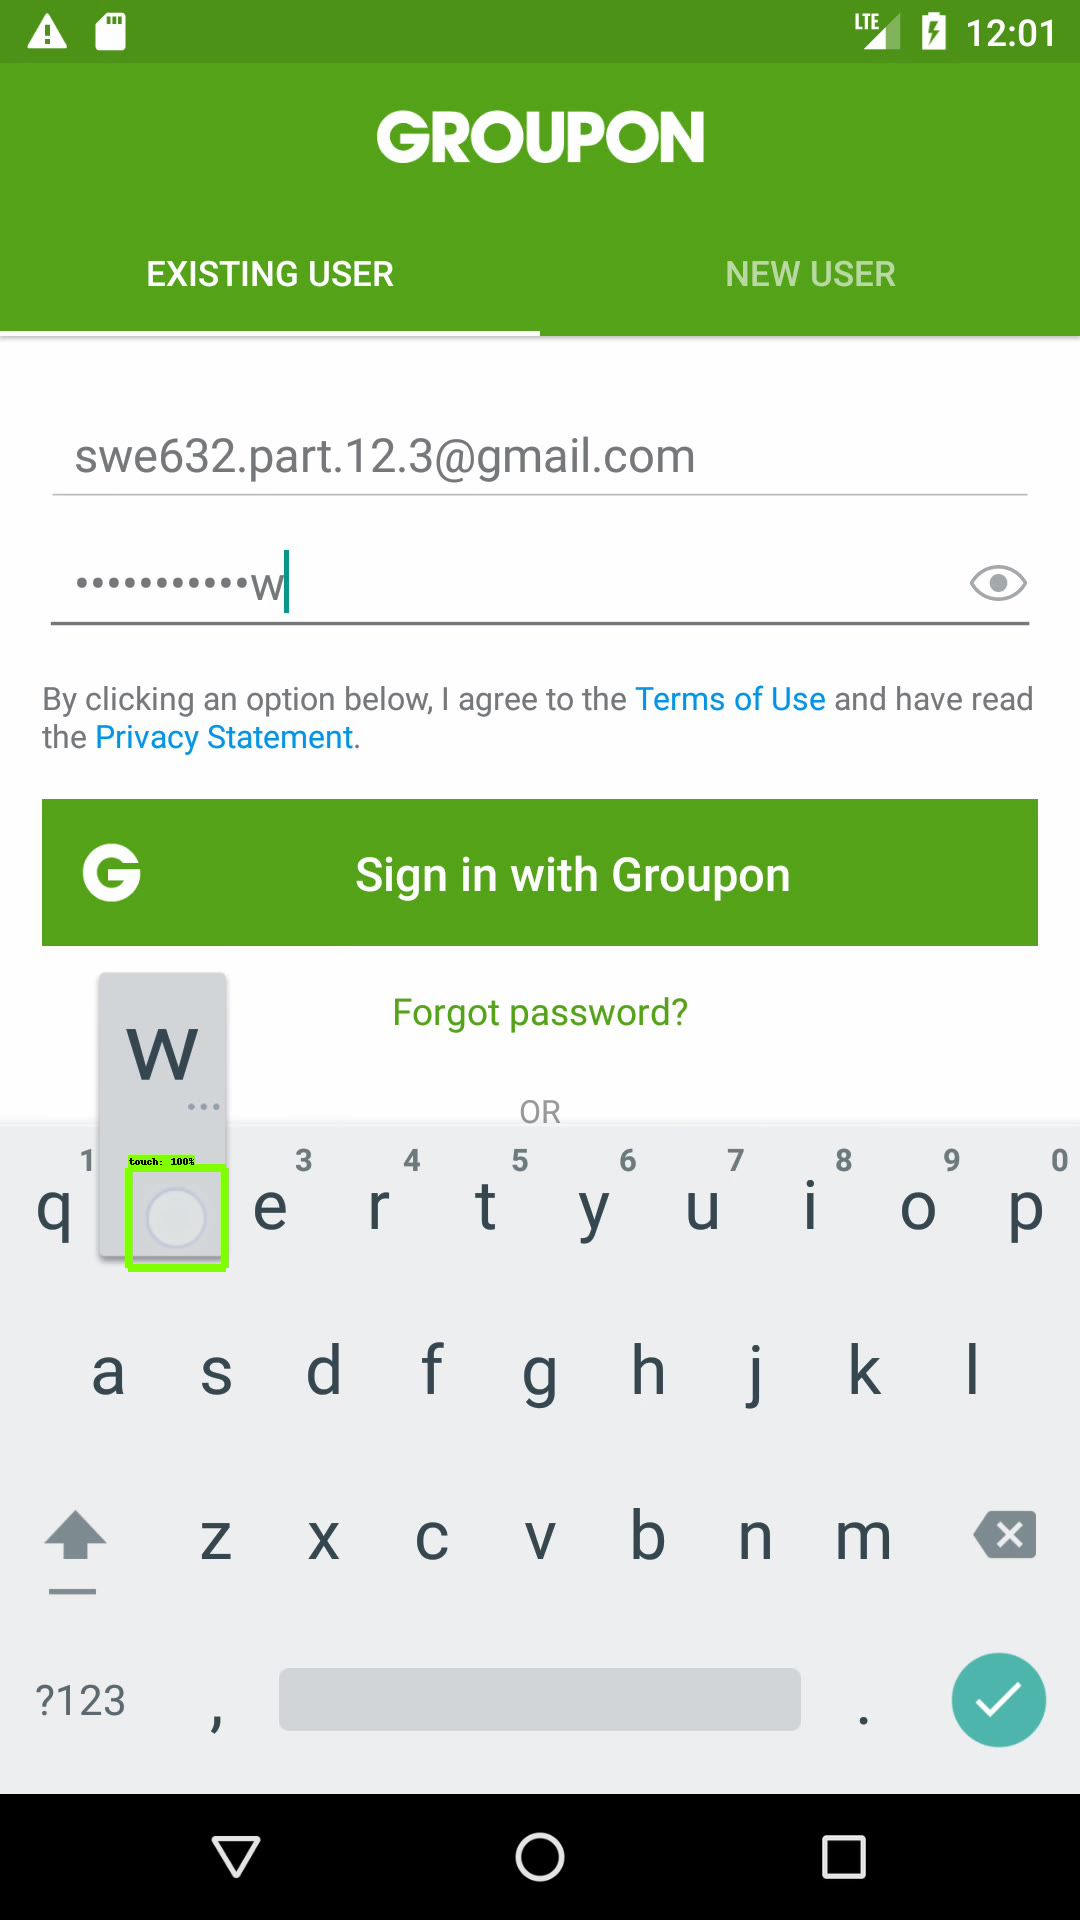 LTE 12:01
GROUPON
EXISTING USER NEW USER
swe632.part.12.3@gmail.com
•••••••••••w
By clicking an option below, I agree to the Terms of Use and have read
the Privacy Statement.
G Sign in with Groupon
Forgot password?
w
...
OR
touch: 100%
1 3 4 5 6 7 8 9 0
q e r t y u i o p
a s d f g h j k l
z x c v b n m
?123 , .